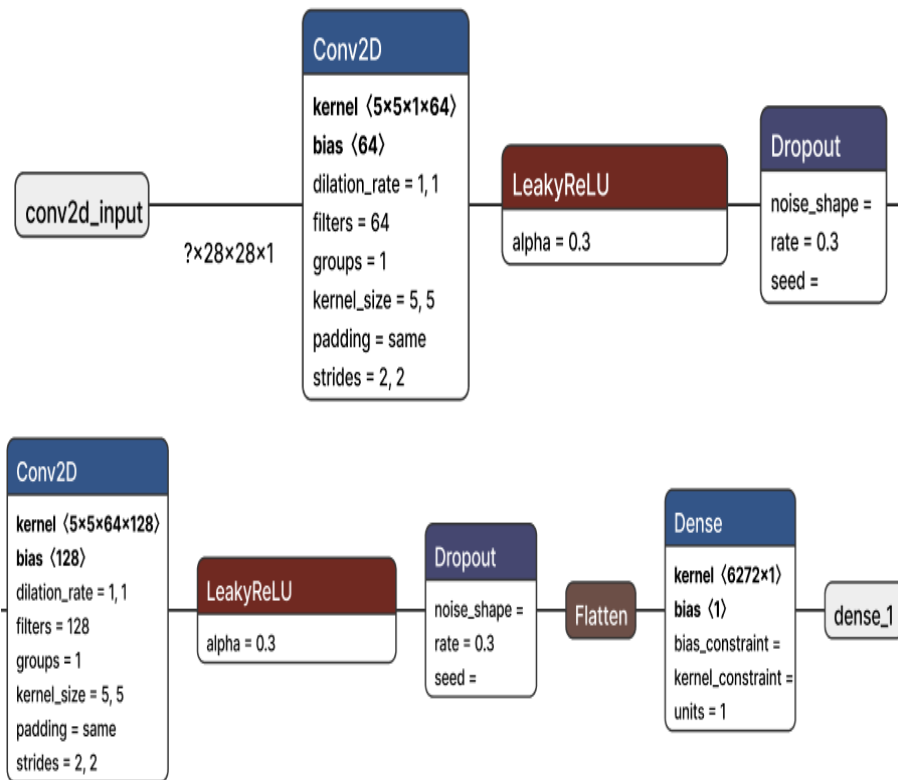 conv2d_input
?×28×28×1
Conv2D
kernel ⟨5×5×1×64⟩
bias ⟨64⟩
dilation_rate = 1, 1
filters = 64
groups = 1
kernel_size = 5, 5
padding = same
strides = 2, 2
LeakyReLU
alpha = 0.3
Dropout
noise_shape =
rate = 0.3
seed =
Conv2D
kernel ⟨5×5×64×128⟩
bias ⟨128⟩
dilation_rate = 1, 1
filters = 128
groups = 1
kernel_size = 5, 5
padding = same
strides = 2, 2
LeakyReLU
alpha = 0.3
Dropout
noise_shape =
rate = 0.3
seed =
Flatten
Dense
kernel ⟨6272×1⟩
bias ⟨1⟩
bias_constraint =
kernel_constraint =
units = 1
dense_1